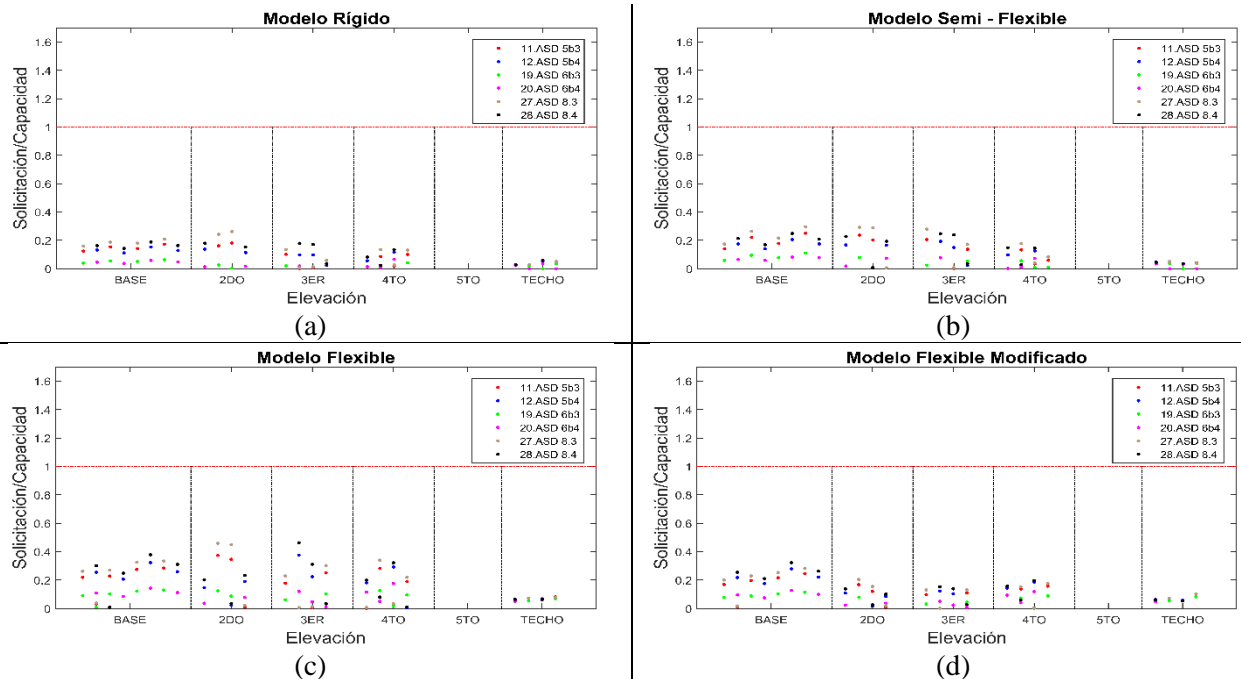 Modelo Rígido
1.6
1.4
1.2
1
0.8
0.6
0.4
0.2
0
Solicitación/Capacidad
11.ASD 5b3
12.ASD 5b4
19.ASD 6b3
20.ASD 6b4
27.ASD 8.3
28.ASD 8.4
BASE 2DO 3ER 4TO 5TO TECHO
Elevación
(a)
Modelo Semi - Flexible
1.6
1.4
1.2
1
0.8
0.6
0.4
0.2
0
Solicitación/Capacidad
11.ASD 5b3
12.ASD 5b4
19.ASD 6b3
20.ASD 6b4
27.ASD 8.3
28.ASD 8.4
BASE 2DO 3ER 4TO 5TO TECHO
Elevación
(b)
Modelo Flexible
1.6
1.4
1.2
1
0.8
0.6
0.4
0.2
0
Solicitación/Capacidad
11.ASD 5b3
12.ASD 5b4
19.ASD 6b3
20.ASD 6b4
27.ASD 8.3
28.ASD 8.4
BASE 2DO 3ER 4TO 5TO TECHO
Elevación
(c)
Modelo Flexible Modificado
1.6
1.4
1.2
1
0.8
0.6
0.4
0.2
0
Solicitación/Capacidad
11.ASD 5b3
12.ASD 5b4
19.ASD 6b3
20.ASD 6b4
27.ASD 8.3
28.ASD 8.4
BASE 2DO 3ER 4TO 5TO TECHO
Elevación
(d)